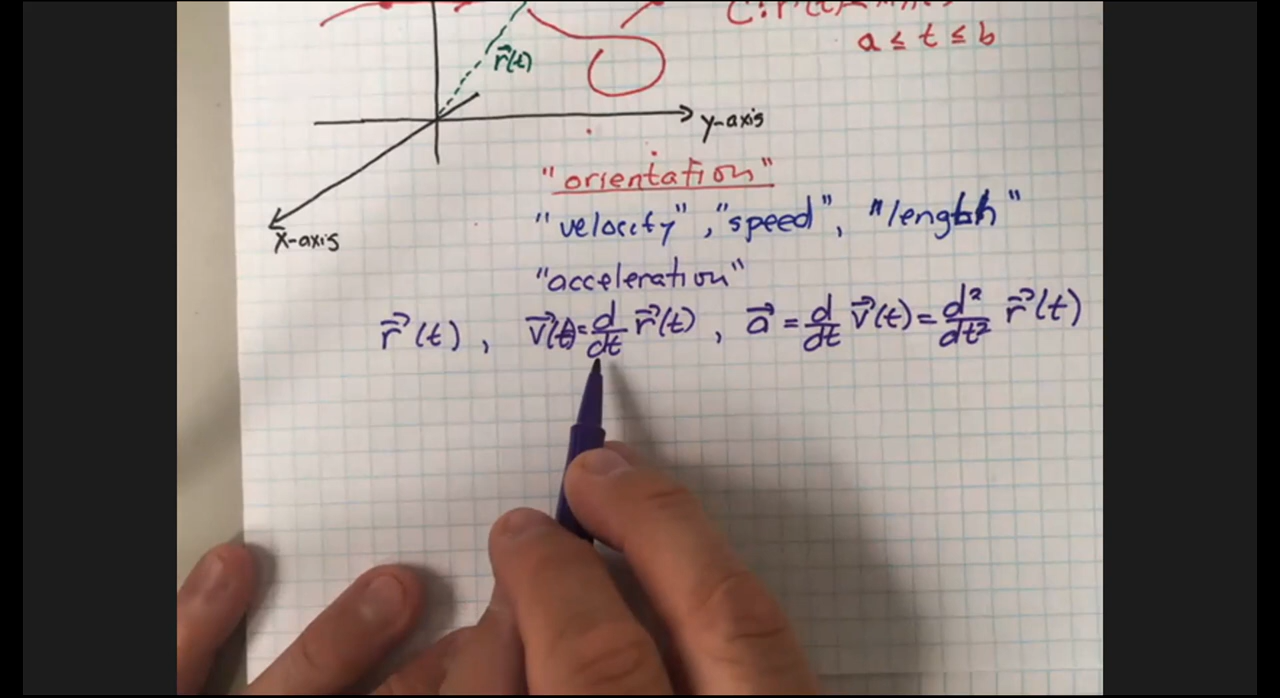 a ≤ t ≤ b
r⃗(t)
y-axis
"orientation"
"velocity", "speed", "length"
x-axis
"acceleration"
r⃗(t), v⃗(t)=d/dt r⃗(t), a⃗ = d/dt v⃗(t) = d²/dt² r⃗(t)